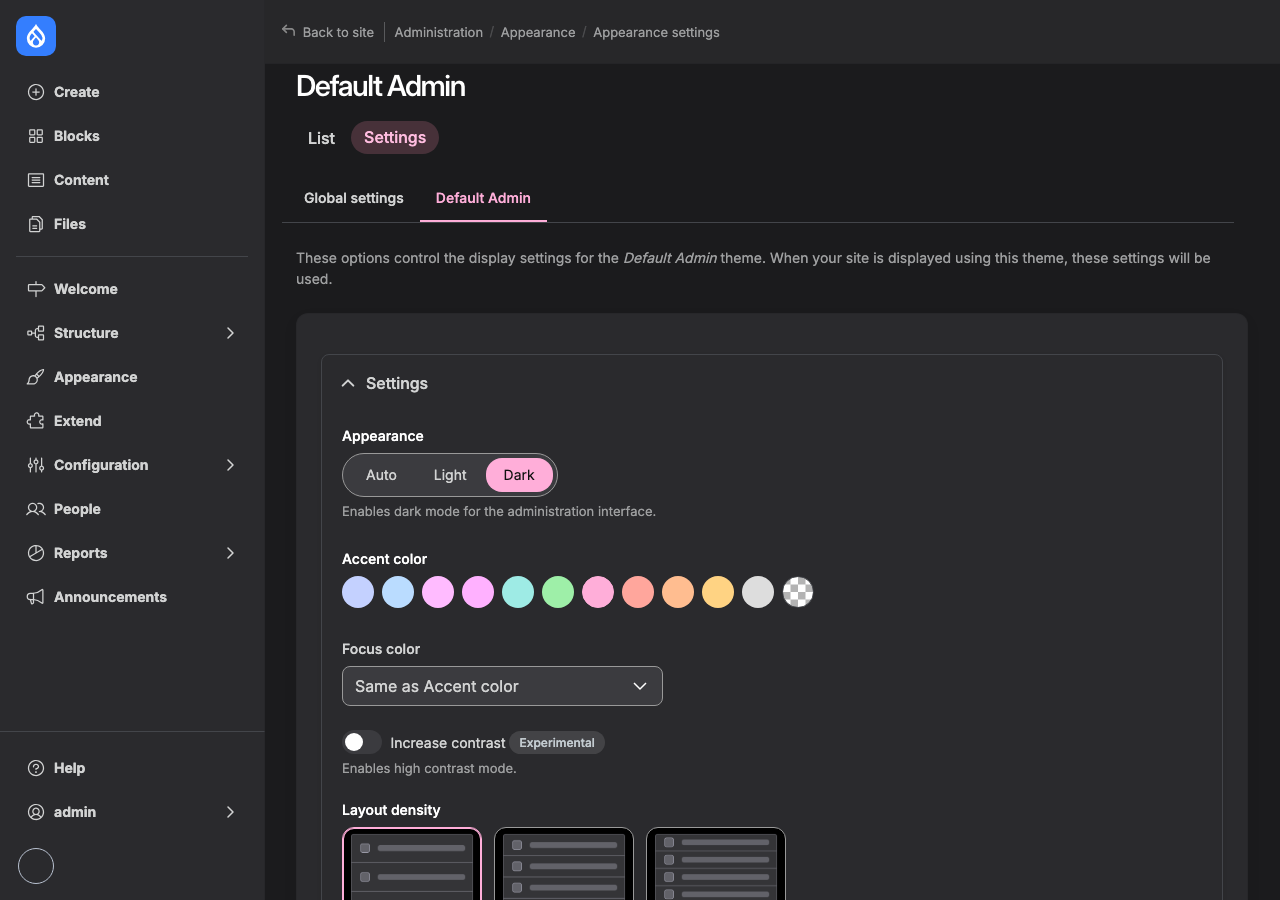 Back to site
Administration / Appearance / Appearance settings
Create
Blocks
Content
Files
Welcome
Structure
Appearance
Extend
Configuration
People
Reports
Announcements
Help
admin
Default Admin
List
Settings
Global settings
Default Admin
These options control the display settings for the Default Admin theme. When your site is displayed using this theme, these settings will be
used.
Settings
Appearance
Auto
Light
Dark
Enables dark mode for the administration interface.
Accent color
Focus color
Same as Accent color
Increase contrast Experimental
Enables high contrast mode.
Layout density